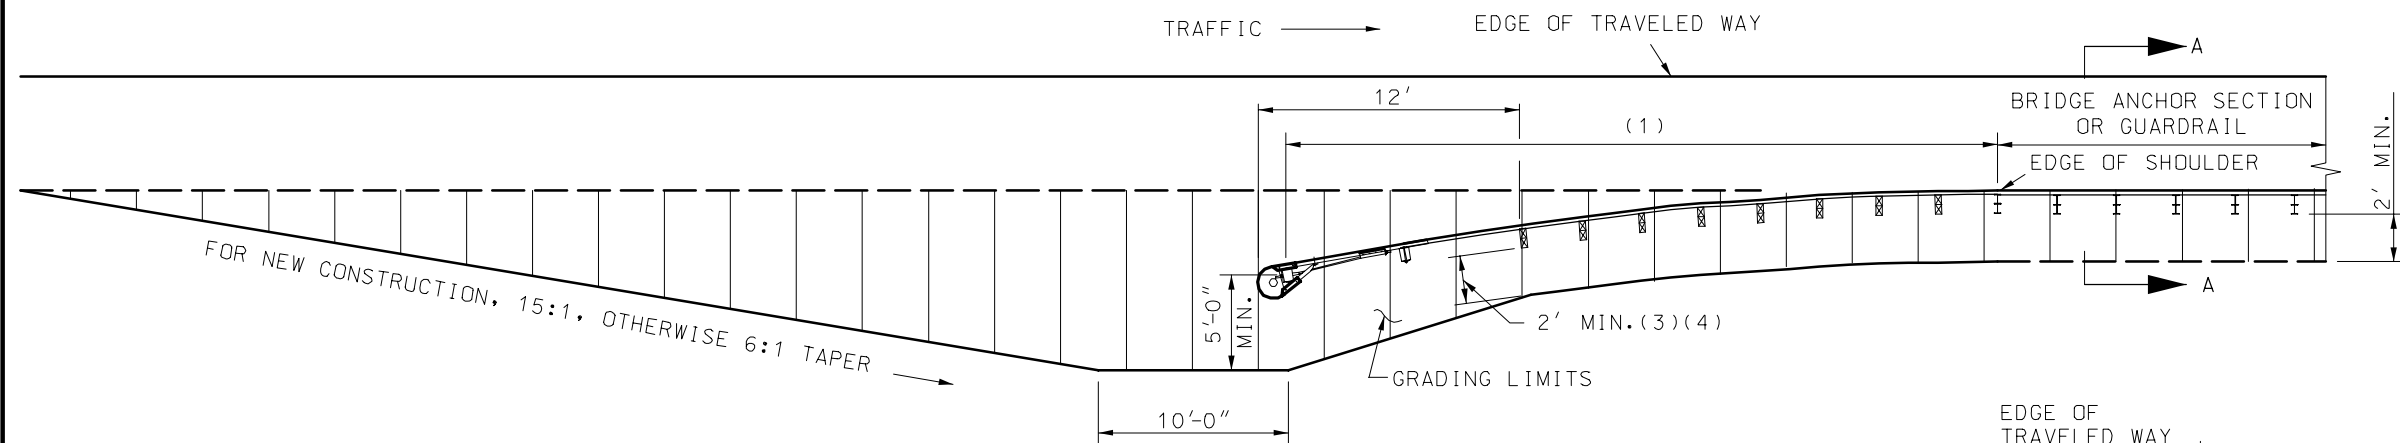 TRAFFIC
EDGE OF TRAVELED WAY
A
12'
(1)
BRIDGE ANCHOR SECTION
OR GUARDRAIL
2' MIN.
EDGE OF SHOULDER
FOR NEW CONSTRUCTION, 15:1, OTHERWISE 6:1 TAPER
5'-0"
MIN.
2' MIN.(3)(4)
A
GRADING LIMITS
10'-0"
EDGE OF
TRAVELED WAY